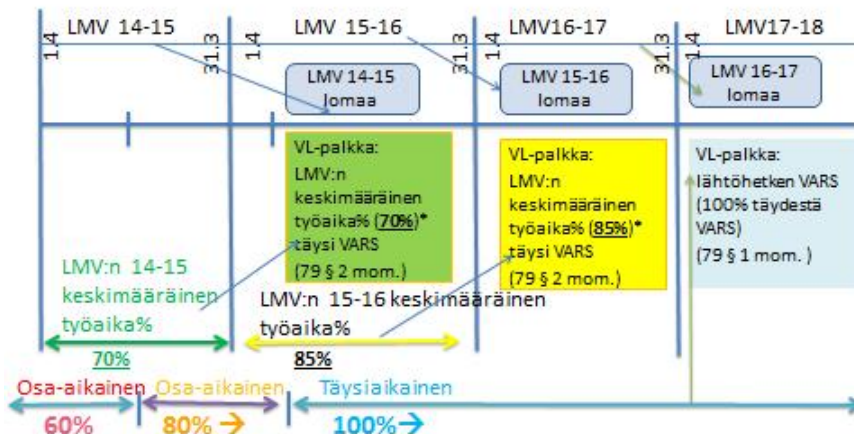 LMV 14-15
LMV 15-16
LMV16-17
LMV17-18
1.4
31.3
1.4
31.3
1.4
31.3
1.4
LMV 14-15
lomaa
LMV 15-16
lomaa
LMV 16-17
lomaa
VL-palkka:
LMV:n
keskimääräinen
työaika% (70%)*
täysi VARS
(79 § 2 mom.)
VL-palkka:
LMV:n
keskimääräinen
työaika% (85%)*
täysi VARS
(79 § 2 mom.)
VL-palkka:
lähtöhetken VARS
(100% täydestä
VARS)
(79 § 1 mom. )
LMV:n 14-15
keskimääräinen
työaika%
70%
LMV:n 15-16 keskimääräinen
työaika%
85%
Osa-aikainen
60%
Osa-aikainen
80% →
Täysiaikainen
100%→